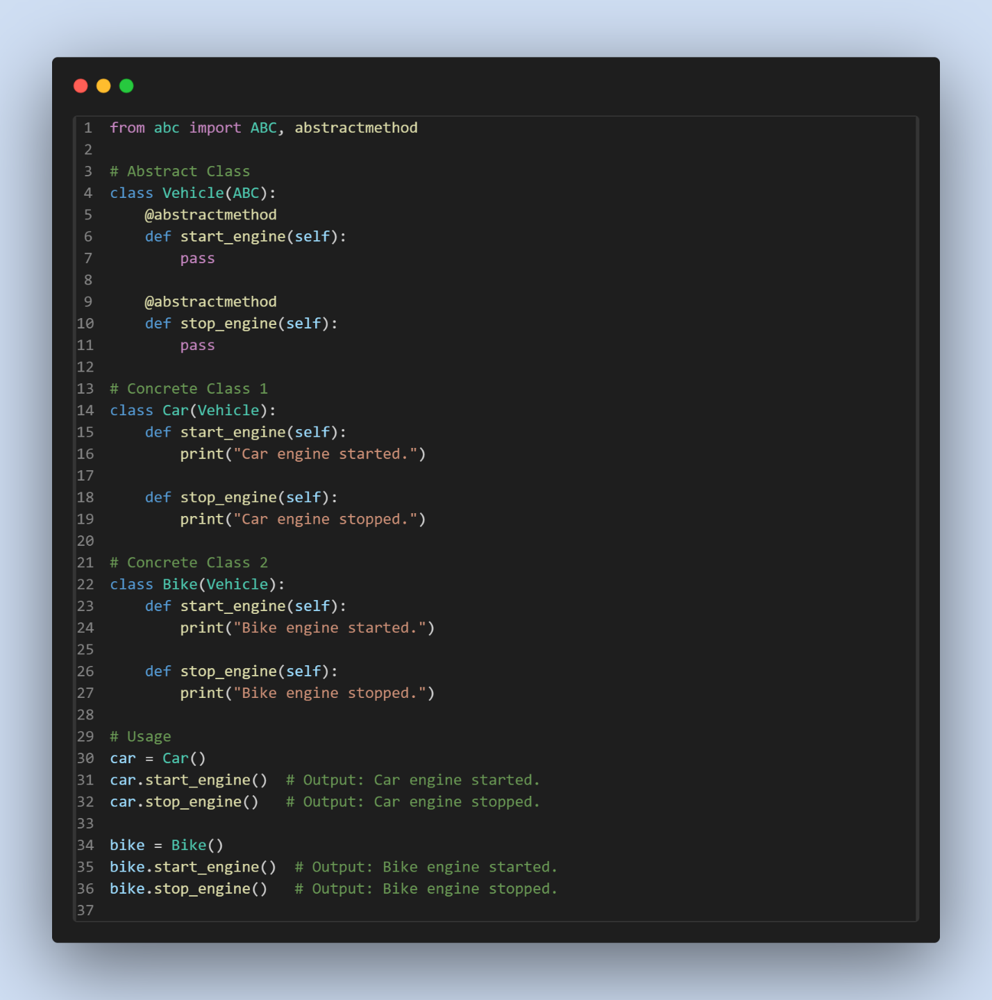 1 from abc import ABC, abstractmethod
2
3 # Abstract Class
4 class Vehicle(ABC):
5     @abstractmethod
6     def start_engine(self):
7         pass
8
9     @abstractmethod
10     def stop_engine(self):
11         pass
12
13 # Concrete Class 1
14 class Car(Vehicle):
15     def start_engine(self):
16         print("Car engine started.")
17
18     def stop_engine(self):
19         print("Car engine stopped.")
20
21 # Concrete Class 2
22 class Bike(Vehicle):
23     def start_engine(self):
24         print("Bike engine started.")
25
26     def stop_engine(self):
27         print("Bike engine stopped.")
28
29 # Usage
30 car = Car()
31 car.start_engine()  # Output: Car engine started.
32 car.stop_engine()   # Output: Car engine stopped.
33
34 bike = Bike()
35 bike.start_engine()  # Output: Bike engine started.
36 bike.stop_engine()   # Output: Bike engine stopped.
37